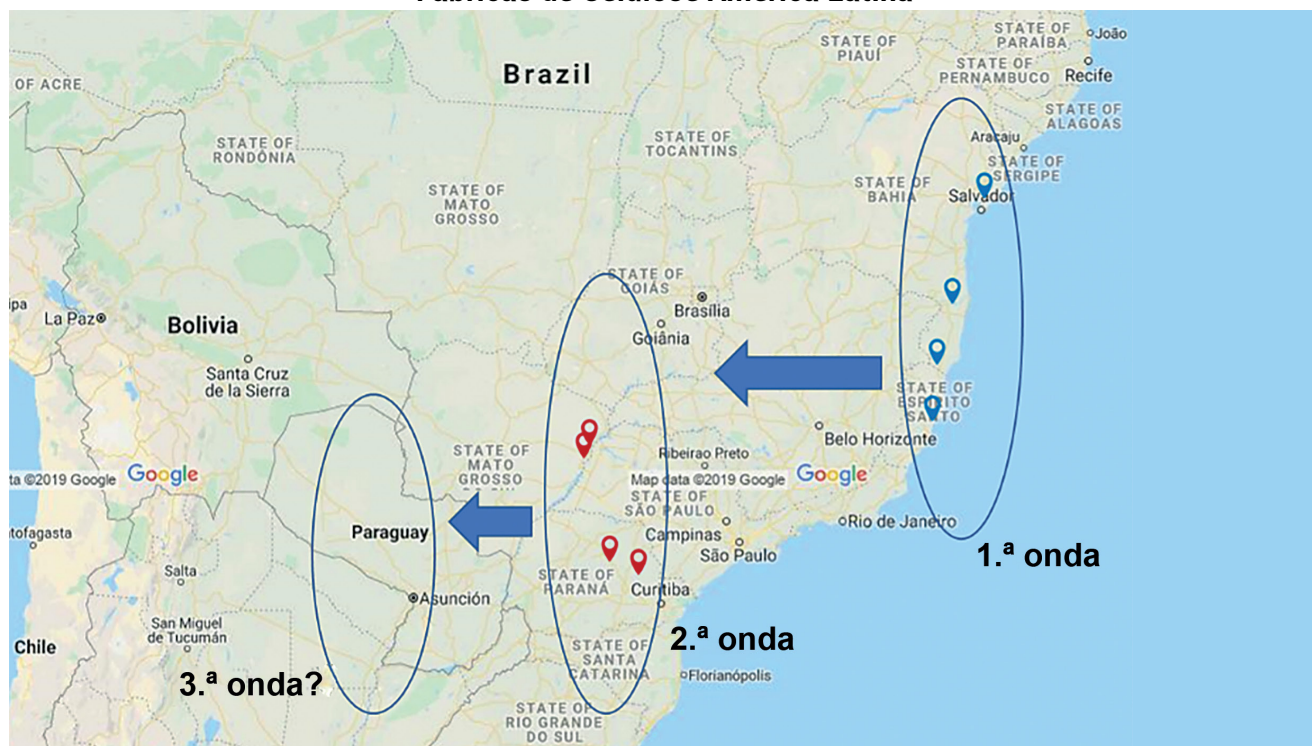 OF ACRE
Brazil
STATE OF
PIAUÍ
STATE OF
PARAÍBA
João
STATE OF
PERNAMBUCO
Recife
STATE OF
ALAGOAS
STATE OF
RONDÔNIA
STATE OF
TOCANTINS
Aracaju
STATE OF
SERGIPE
STATE OF
MATO
GROSSO
STATE OF
BAHIA
Salvador
STATE OF
GOIÁS
Brasília
Goiânia
ipa
La Paz
Bolivia
Santa Cruz
de la Sierra
STATE OF
ESPÍRITO
SANTO
Belo Horizonte
Ribeirao Preto
STATE OF
MATO
GROSSO
ta ©2019 Google
Google
Map data ©2019 Google
Google
STATE OF
SÃO PAULO
Rio de Janeiro
Campinas
São Paulo
1.ª onda
tofagasta
Paraguay
Salta
Asunción
STATE OF
PARANÁ
Curitiba
San Miguel
de Tucumán
Chile
2.ª onda
STATE OF
SANTA
CATARINA
Florianópolis
3.ª onda?
STATE OF
RIO GRANDE
DO SUL